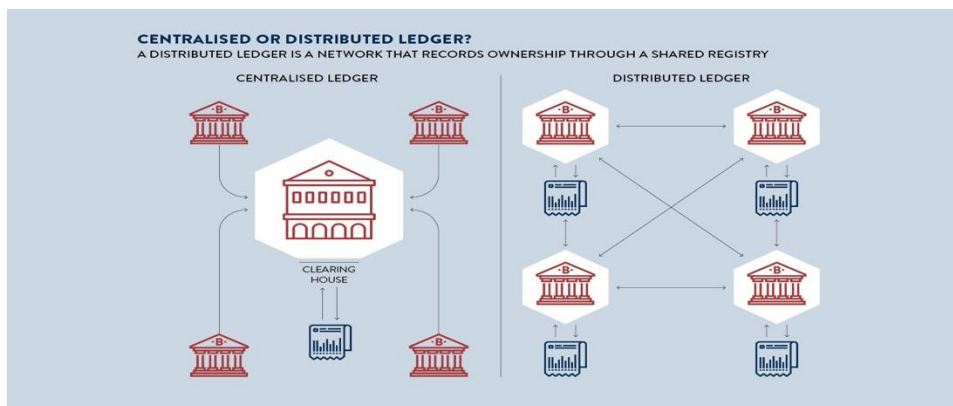 CENTRALISED OR DISTRIBUTED LEDGER?
A DISTRIBUTED LEDGER IS A NETWORK THAT RECORDS OWNERSHIP THROUGH A SHARED REGISTRY
CENTRALISED LEDGER
DISTRIBUTED LEDGER
·B·
·B·
·B·
·B·
CLEARING
HOUSE
·B·
·B·
·B·
·B·